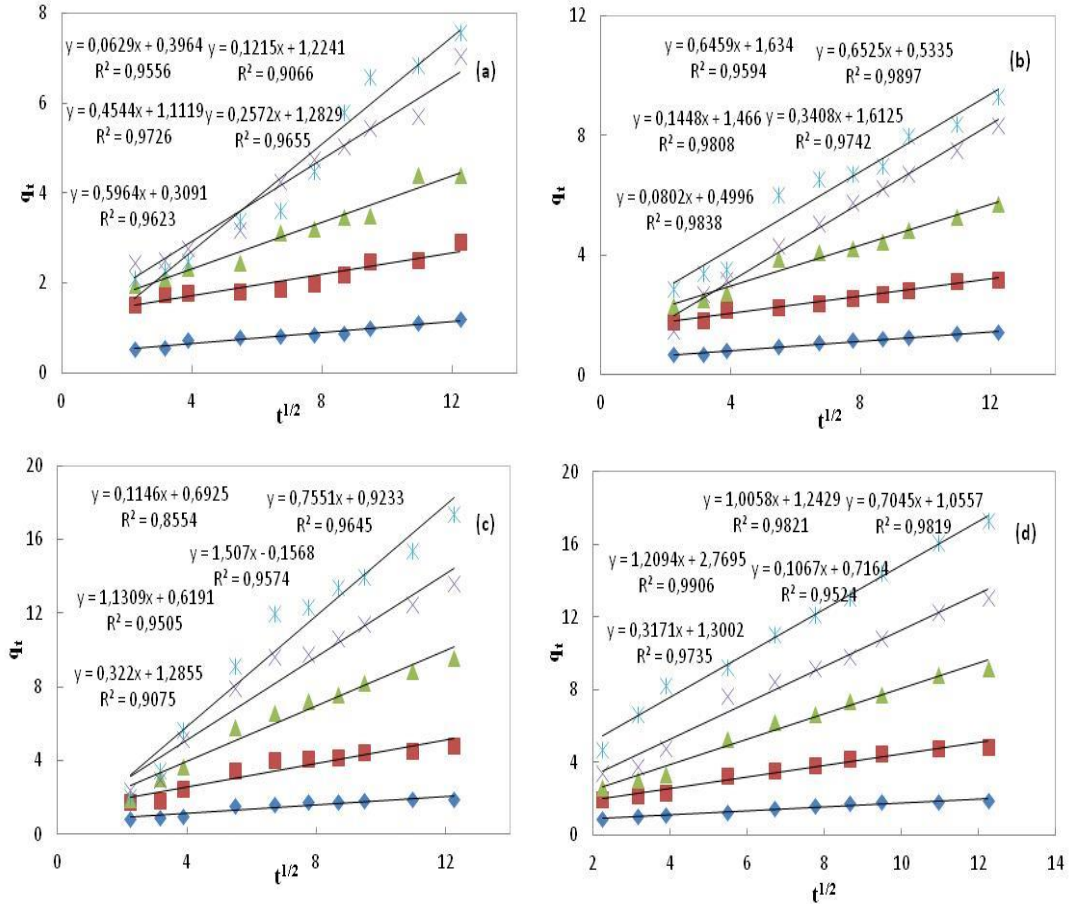 8
6
4
2
0
0
4
8
12
y = 0,0629x + 0,3964
R² = 0,9556
y = 0,1215x + 1,2241
R² = 0,9066
(a)
y = 0,4544x + 1,1119
R² = 0,9726
y = 0,2572x + 1,2829
R² = 0,9655
y = 0,5964x + 0,3091
R² = 0,9623
qt
t1/2
12
8
4
0
0
4
8
12
y = 0,6459x + 1,634
R² = 0,9594
y = 0,6525x + 0,5335
R² = 0,9897
(b)
y = 0,1448x + 1,466
R² = 0,9808
y = 0,3408x + 1,6125
R² = 0,9742
y = 0,0802x + 0,4996
R² = 0,9838
t1/2
20
16
12
8
4
0
0
4
8
12
y = 0,1146x + 0,6925
R² = 0,8554
y = 0,7551x + 0,9233
R² = 0,9645
(c)
y = 1,507x - 0,1568
R² = 0,9574
y = 1,1309x + 0,6191
R² = 0,9505
y = 0,322x + 1,2855
R² = 0,9075
qt
t1/2
20
16
12
8
4
0
2
4
6
8
10
12
14
y = 1,0058x + 1,2429
R² = 0,9821
y = 0,7045x + 1,0557
R² = 0,9819
(d)
y = 1,2094x + 2,7695
R² = 0,9906
y = 0,1067x + 0,7164
R² = 0,9524
y = 0,3171x + 1,3002
R² = 0,9735
qt
t1/2